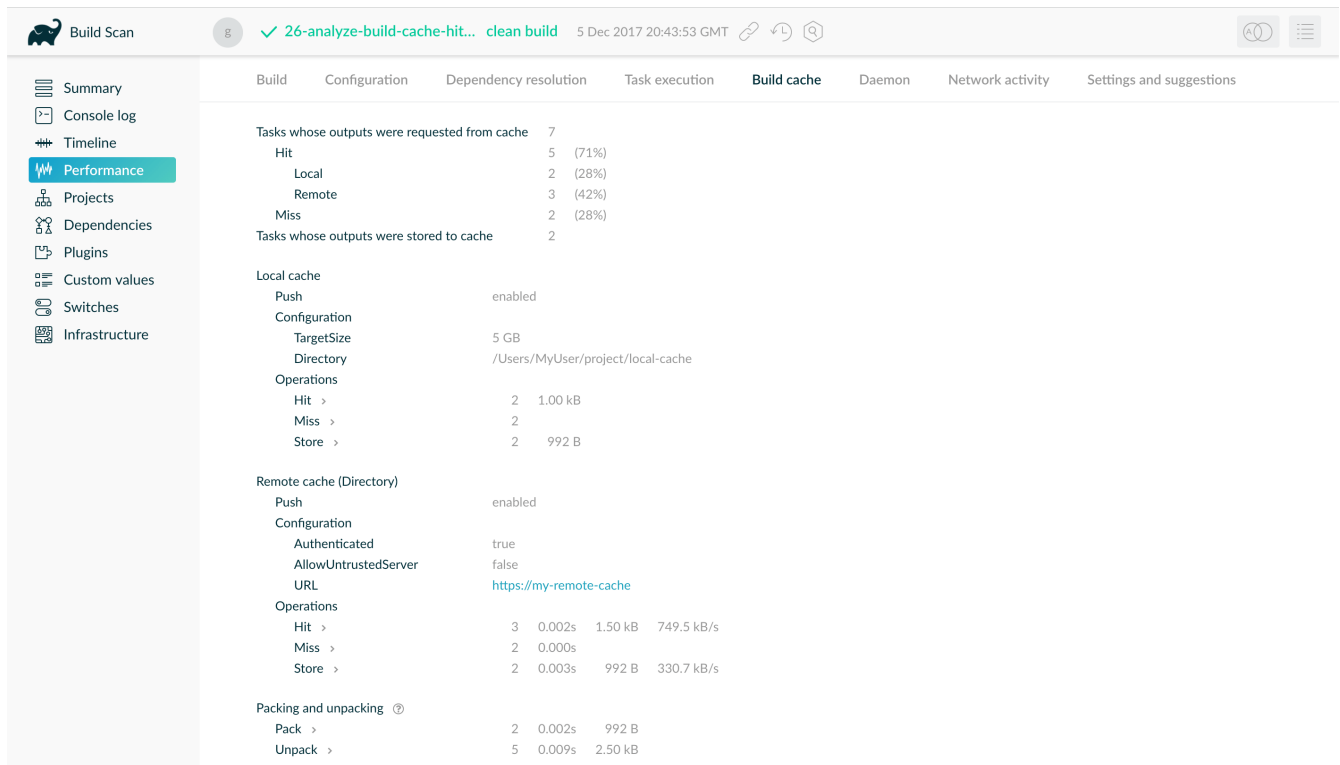 Build Scan
g 26-analyze-build-cache-hit... clean build 5 Dec 2017 20:43:53 GMT
A
Summary
Console log
Timeline
Performance
Projects
Dependencies
Plugins
Custom values
Switches
Infrastructure
Build Configuration Dependency resolution Task execution Build cache Daemon Network activity Settings and suggestions
Tasks whose outputs were requested from cache 7
Hit 5 (71%)
Local 2 (28%)
Remote 3 (42%)
Miss 2 (28%)
Tasks whose outputs were stored to cache 2
Local cache
Push enabled
Configuration
TargetSize 5 GB
Directory /Users/MyUser/project/local-cache
Operations
Hit › 2 1.00 kB
Miss › 2
Store › 2 992 B
Remote cache (Directory)
Push enabled
Configuration
Authenticated true
AllowUntrustedServer false
URL https://my-remote-cache
Operations
Hit › 3 0.002s 1.50 kB 749.5 kB/s
Miss › 2 0.000s
Store › 2 0.003s 992 B 330.7 kB/s
Packing and unpacking ?
Pack › 2 0.002s 992 B
Unpack › 5 0.009s 2.50 kB